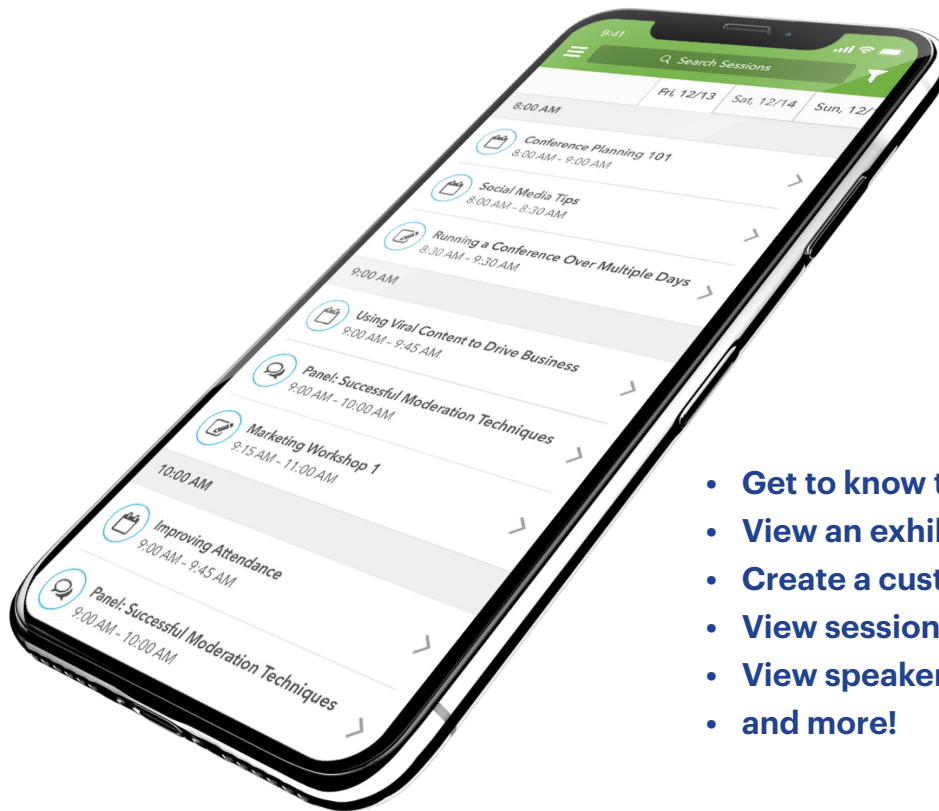 9:41
Search Sessions
Fri, 12/13 Sat, 12/14 Sun, 12/
8:00 AM
Conference Planning 101
8:00 AM - 9:00 AM
Social Media Tips
8:00 AM - 8:30 AM
Running a Conference Over Multiple Days
8:30 AM - 9:30 AM
9:00 AM
Using Viral Content to Drive Business
9:00 AM - 9:45 AM
Panel: Successful Moderation Techniques
9:00 AM - 10:00 AM
Marketing Workshop 1
9:15 AM - 11:00 AM
10:00 AM
Improving Attendance
9:00 AM - 9:45 AM
Panel: Successful Moderation Techniques
9:00 AM - 10:00 AM
• Get to know
• View an
• Create a
• View session
• View speaker
• and more!